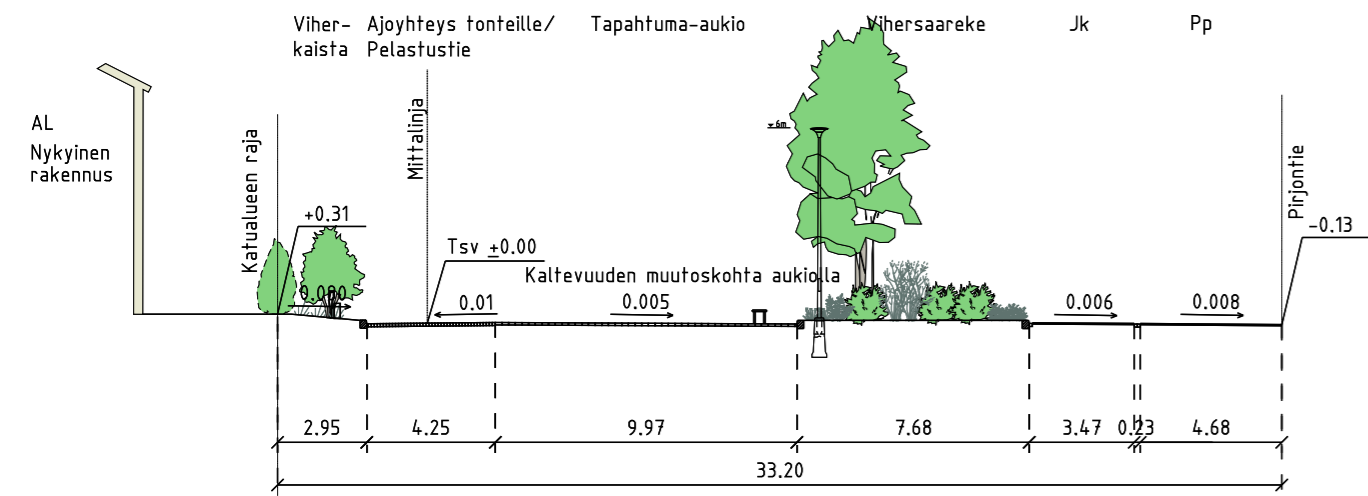 Viher-
kaista
Ajoyhteys tonteille/
Pelastustie
Tapahtuma-aukio
Vihersaareke
Jk
Pp
AL
Nykyinen
rakennus
Katualueen raja
Mittalinja
6m
Pirjontie
+0.31
-0.13
Tsv ±0.00
Kaltevuuden muutoskohta aukiolla
0.01
0.005
0.006
0.008
2.95
4.25
9.97
7.68
3.47
0.23
4.68
33.20